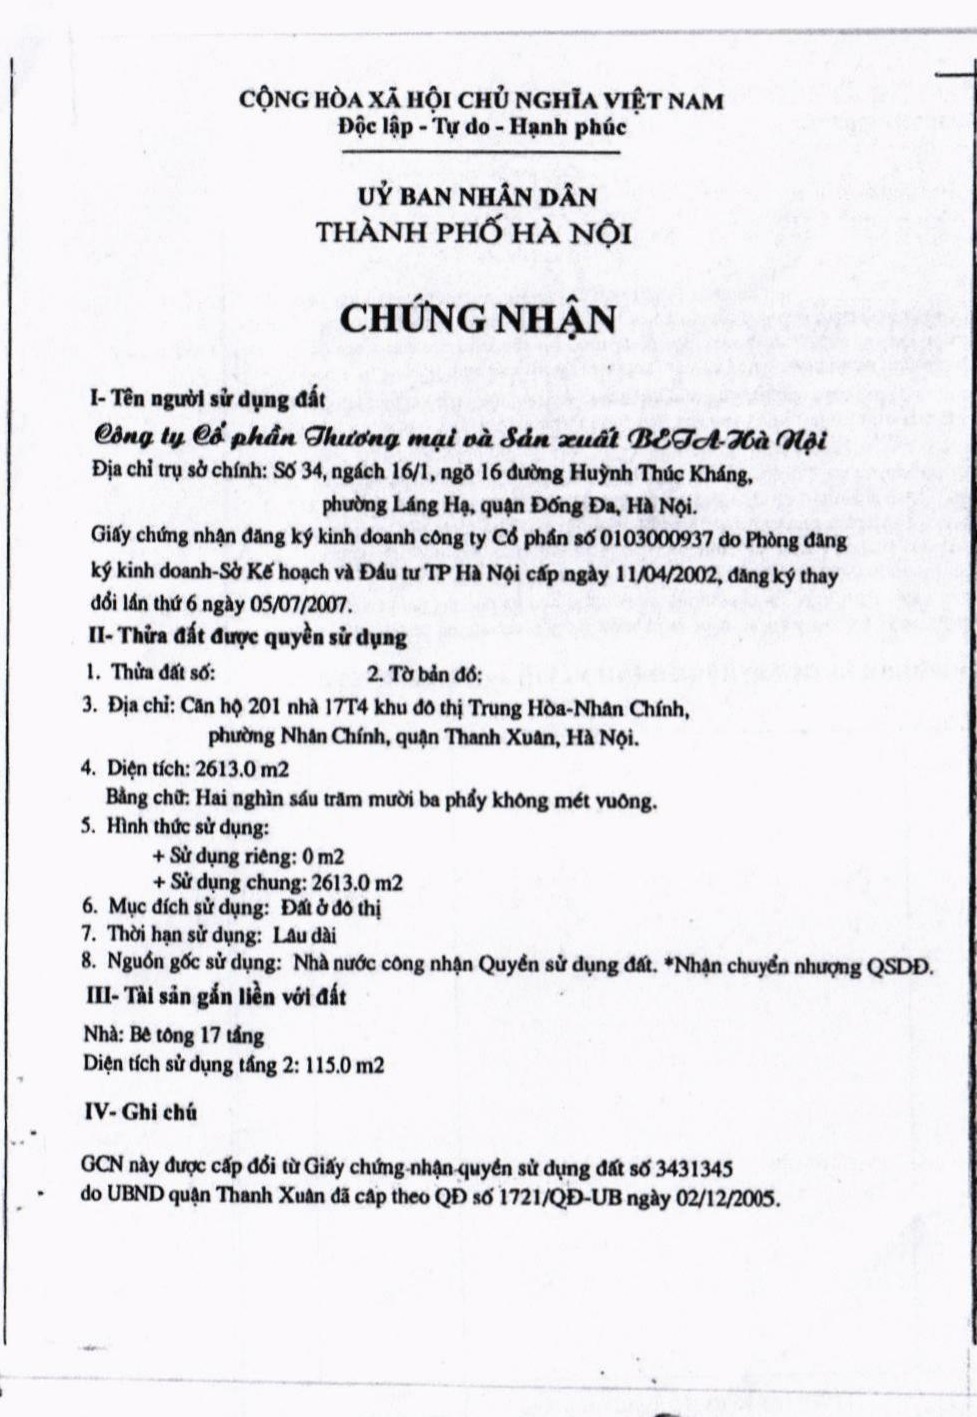 CỘNG HÒA XÃ HỘI CHỦ NGHĨA VIỆT NAM
Độc lập - Tự do - Hạnh phúc
UỶ BAN NHÂN DÂN
THÀNH PHỐ HÀ NỘI
CHỨNG NHẬN
I- Tên người sử dụng đất
Công ty Cổ phần Thương mại và Sản xuất BETA-Hà Nội
Địa chỉ trụ sở chính: Số 34, ngách 16/1, ngõ 16 đường Huỳnh Thúc Kháng,
phường Láng Hạ, quận Đống Đa, Hà Nội.
Giấy chứng nhận đăng ký kinh doanh công ty Cổ phần số 0103000937 do Phòng đăng
ký kinh doanh-Sở Kế hoạch và Đầu tư TP Hà Nội cấp ngày 11/04/2002, đăng ký thay
đổi lần thứ 6 ngày 05/07/2007.
II- Thửa đất được quyền sử dụng
1. Thửa đất số: 2. Tờ bản đồ:
3. Địa chỉ: Căn hộ 201 nhà 17T4 khu đô thị Trung Hòa-Nhân Chính,
phường Nhân Chính, quận Thanh Xuân, Hà Nội.
4. Diện tích: 2613.0 m2
Bằng chữ: Hai nghìn sáu trăm mười ba phẩy không mét vuông.
5. Hình thức sử dụng:
+ Sử dụng riêng: 0 m2
+ Sử dụng chung: 2613.0 m2
6. Mục đích sử dụng: Đất ở đô thị
7. Thời hạn sử dụng: Lâu dài
8. Nguồn gốc sử dụng: Nhà nước công nhận Quyền sử dụng đất. *Nhận chuyển nhượng QSDĐ.
III- Tài sản gắn liền với đất
Nhà: Bê tông 17 tầng
Diện tích sử dụng tầng 2: 115.0 m2
IV- Ghi chú
GCN này được cấp đổi từ Giấy chứng nhận quyền sử dụng đất số 3431345
do UBND quận Thanh Xuân đã cấp theo QĐ số 1721/QĐ-UB ngày 02/12/2005.